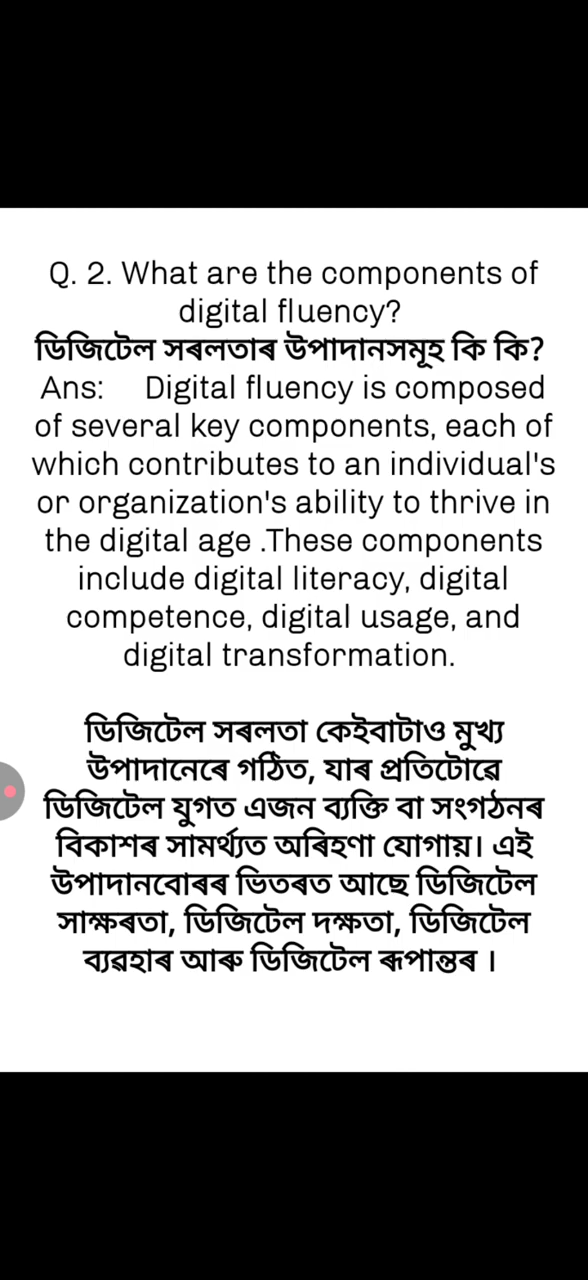 Q. 2. What are the components of
digital fluency?
ডিজিটেল সৰলতাৰ উপাদানসমূহ কি কি?
Ans: Digital fluency is composed
of several key components, each of
which contributes to an individual's
or organization's ability to thrive in
the digital age .These components
include digital literacy, digital
competence, digital usage, and
digital transformation.
ডিজিটেল সৰলতা কেইবাটাও মুখ্য
উপাদানেৰে গঠিত, যাৰ প্ৰতিটোৱে
ডিজিটেল যুগত এজন ব্যক্তি বা সংগঠনৰ
বিকাশৰ সামৰ্থ্যত অৰিহণা যোগায়। এই
উপাদানবোৰৰ ভিতৰত আছে ডিজিটেল
সাক্ষৰতা, ডিজিটেল দক্ষতা, ডিজিটেল
ব্যৱহাৰ আৰু ডিজিটেল ৰূপান্তৰ ।